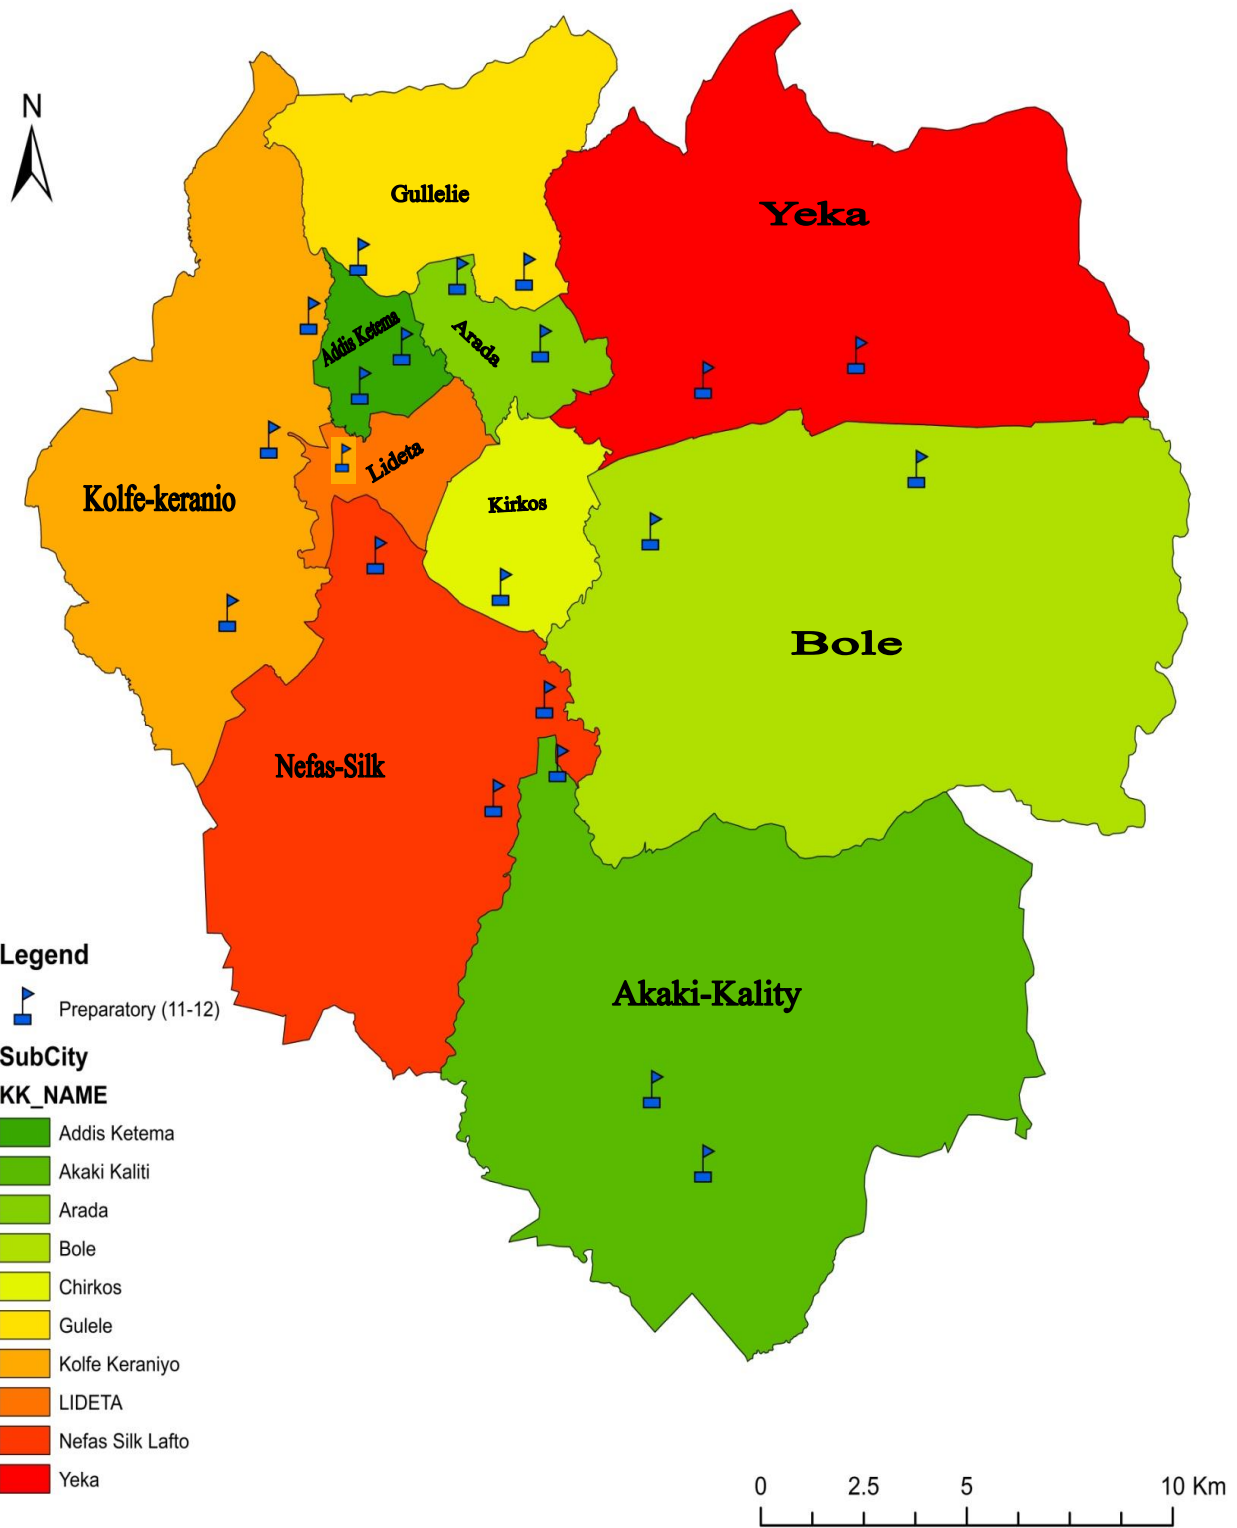 N
Gullelie
Yeka
Addis Ketema
Arada
Lideta
Kolfe-keranio
Kirkos
Bole
Nefas-Silk
Akaki-Kality
Legend
Preparatory (11-12)
SubCity
KK_NAME
Addis Ketema
Akaki Kaliti
Arada
Bole
Chirkos
Gulele
Kolfe Keraniyo
LIDETA
Nefas Silk Lafto
Yeka
0 2.5 5 10 Km